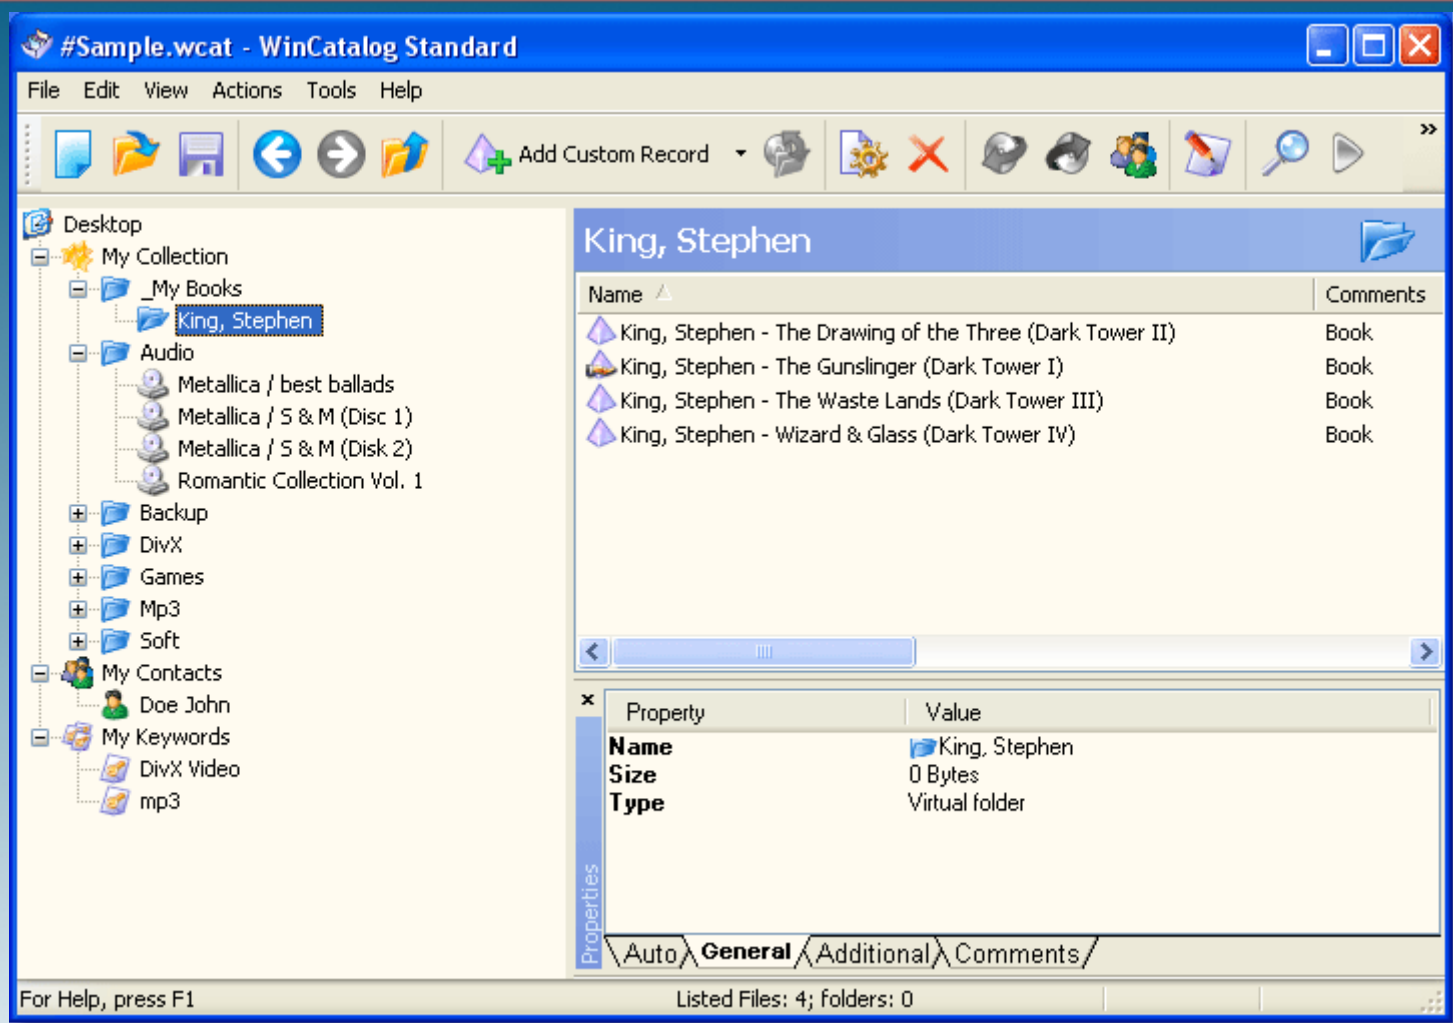 #Sample.wcat - WinCatalog Standard
File Edit View Actions Tools Help
Add Custom Record »
Desktop
My Collection
_My Books
King, Stephen
Audio
Metallica / best ballads
Metallica / S & M (Disc 1)
Metallica / S & M (Disk 2)
Romantic Collection Vol. 1
Backup
DivX
Games
Mp3
Soft
My Contacts
Doe John
My Keywords
DivX Video
mp3
King, Stephen
Name Comments
King, Stephen - The Drawing of the Three (Dark Tower II) Book
King, Stephen - The Gunslinger (Dark Tower I) Book
King, Stephen - The Waste Lands (Dark Tower III) Book
King, Stephen - Wizard & Glass (Dark Tower IV) Book
Properties
Property Value
Name King, Stephen
Size 0 Bytes
Type Virtual folder
Auto General Additional Comments
For Help, press F1 Listed Files: 4; folders: 0